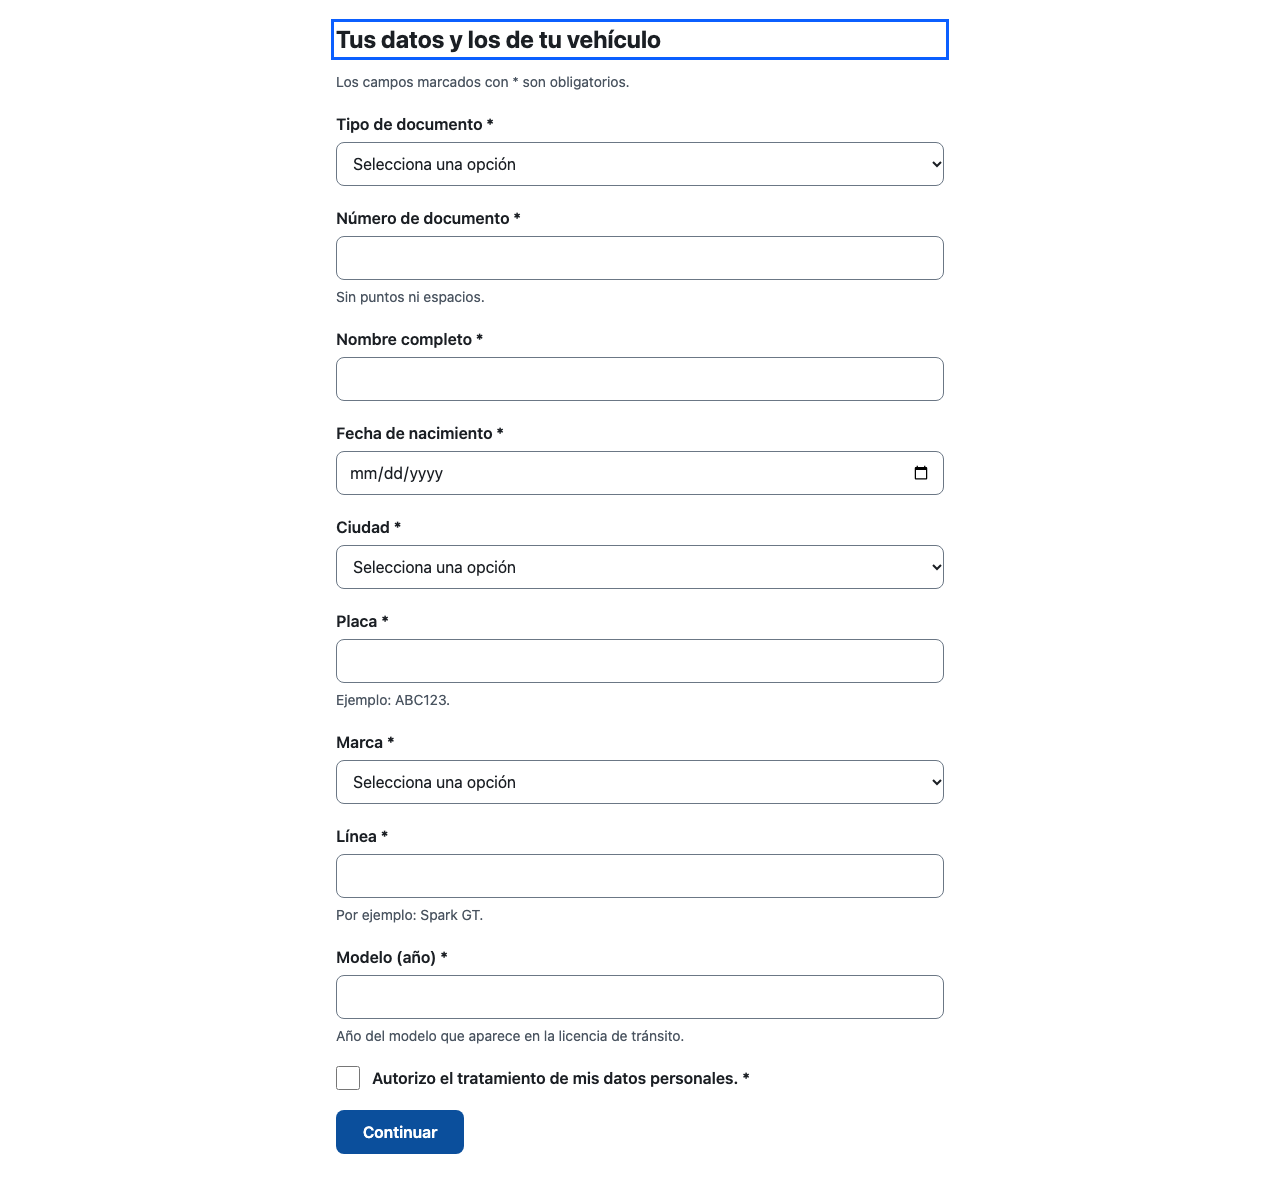 Tus datos y los de tu vehículo
Los campos marcados con * son obligatorios.
Tipo de documento *
Selecciona una opción
Número de documento *
Sin puntos ni espacios.
Nombre completo *
Fecha de nacimiento *
mm/dd/yyyy
Ciudad *
Selecciona una opción
Placa *
Ejemplo: ABC123.
Marca *
Selecciona una opción
Línea *
Por ejemplo: Spark GT.
Modelo (año) *
Año del modelo que aparece en la licencia de tránsito.
Autorizo el tratamiento de mis datos personales. *
Continuar